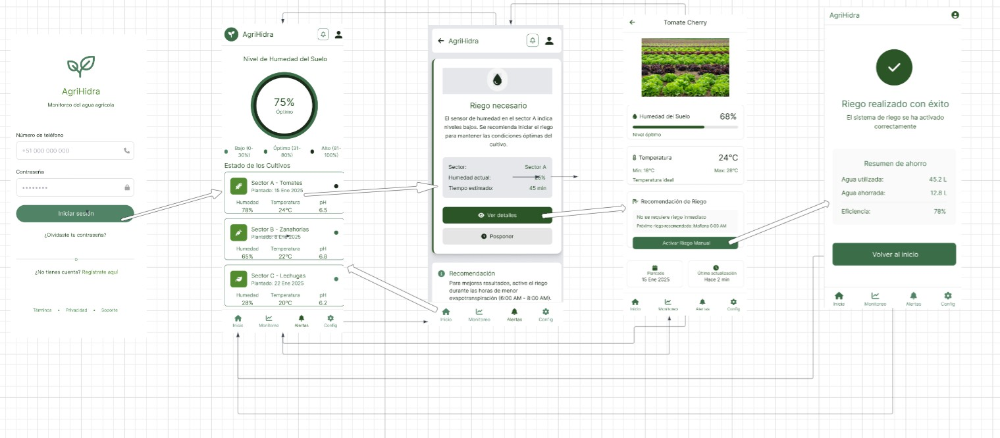 AgriHidra
Monitoreo del agua agrícola
Número de teléfono
+51 000 000 000
Contraseña
Iniciar sesión
¿Olvidaste tu contraseña?
o
¿No tienes cuenta? Regístrate aquí
Términos • Privacidad • Soporte
AgriHidra
Nivel de Humedad del Suelo
75%
Óptimo
Bajo (0-
30%)
Óptimo (31-
80%)
Alto (81-
100%)
Estado de los Cultivos
Sector A - Tomates
Plantado: 15 Ene 2025
Humedad Temperatura pH
78% 24°C 6.5
Sector B - Zanahorias
Plantado: 8 Ene 2025
Humedad Temperatura pH
65% 22°C 6.8
Sector C - Lechugas
Plantado: 22 Ene 2025
Humedad Temperatura pH
28% 20°C 6.2
Inicio Monitoreo Alertas Config
AgriHidra
Riego necesario
El sensor de humedad en el sector A indica
niveles bajos. Se recomienda iniciar el riego
para mantener las condiciones óptimas del
cultivo.
Sector: Sector A
Humedad actual: 25%
Tiempo estimado: 45 min
Ver detalles
Posponer
Recomendación
Para mejores resultados, active el riego
durante las horas de menor
evapotranspiración (6:00 AM - 8:00 AM).
Inicio Monitoreo Alertas Config
Tomate Cherry
Humedad del Suelo 68%
Nivel óptimo
Temperatura 24°C
Min: 18°C Max: 28°C
Temperatura ideal
Recomendación de Riego
No se requiere riego inmediato
Próximo riego recomendado: Mañana 6:00 AM
Activar Riego Manual
Plantado
15 Ene 2025
Última actualización
Hace 2 min
Inicio Monitoreo Alertas Config
AgriHidra
Riego realizado con éxito
El sistema de riego se ha activado
correctamente
Resumen de ahorro
Agua utilizada: 45.2 L
Agua ahorrada: 12.8 L
Eficiencia: 78%
Volver al inicio
Inicio Monitoreo Alertas Config